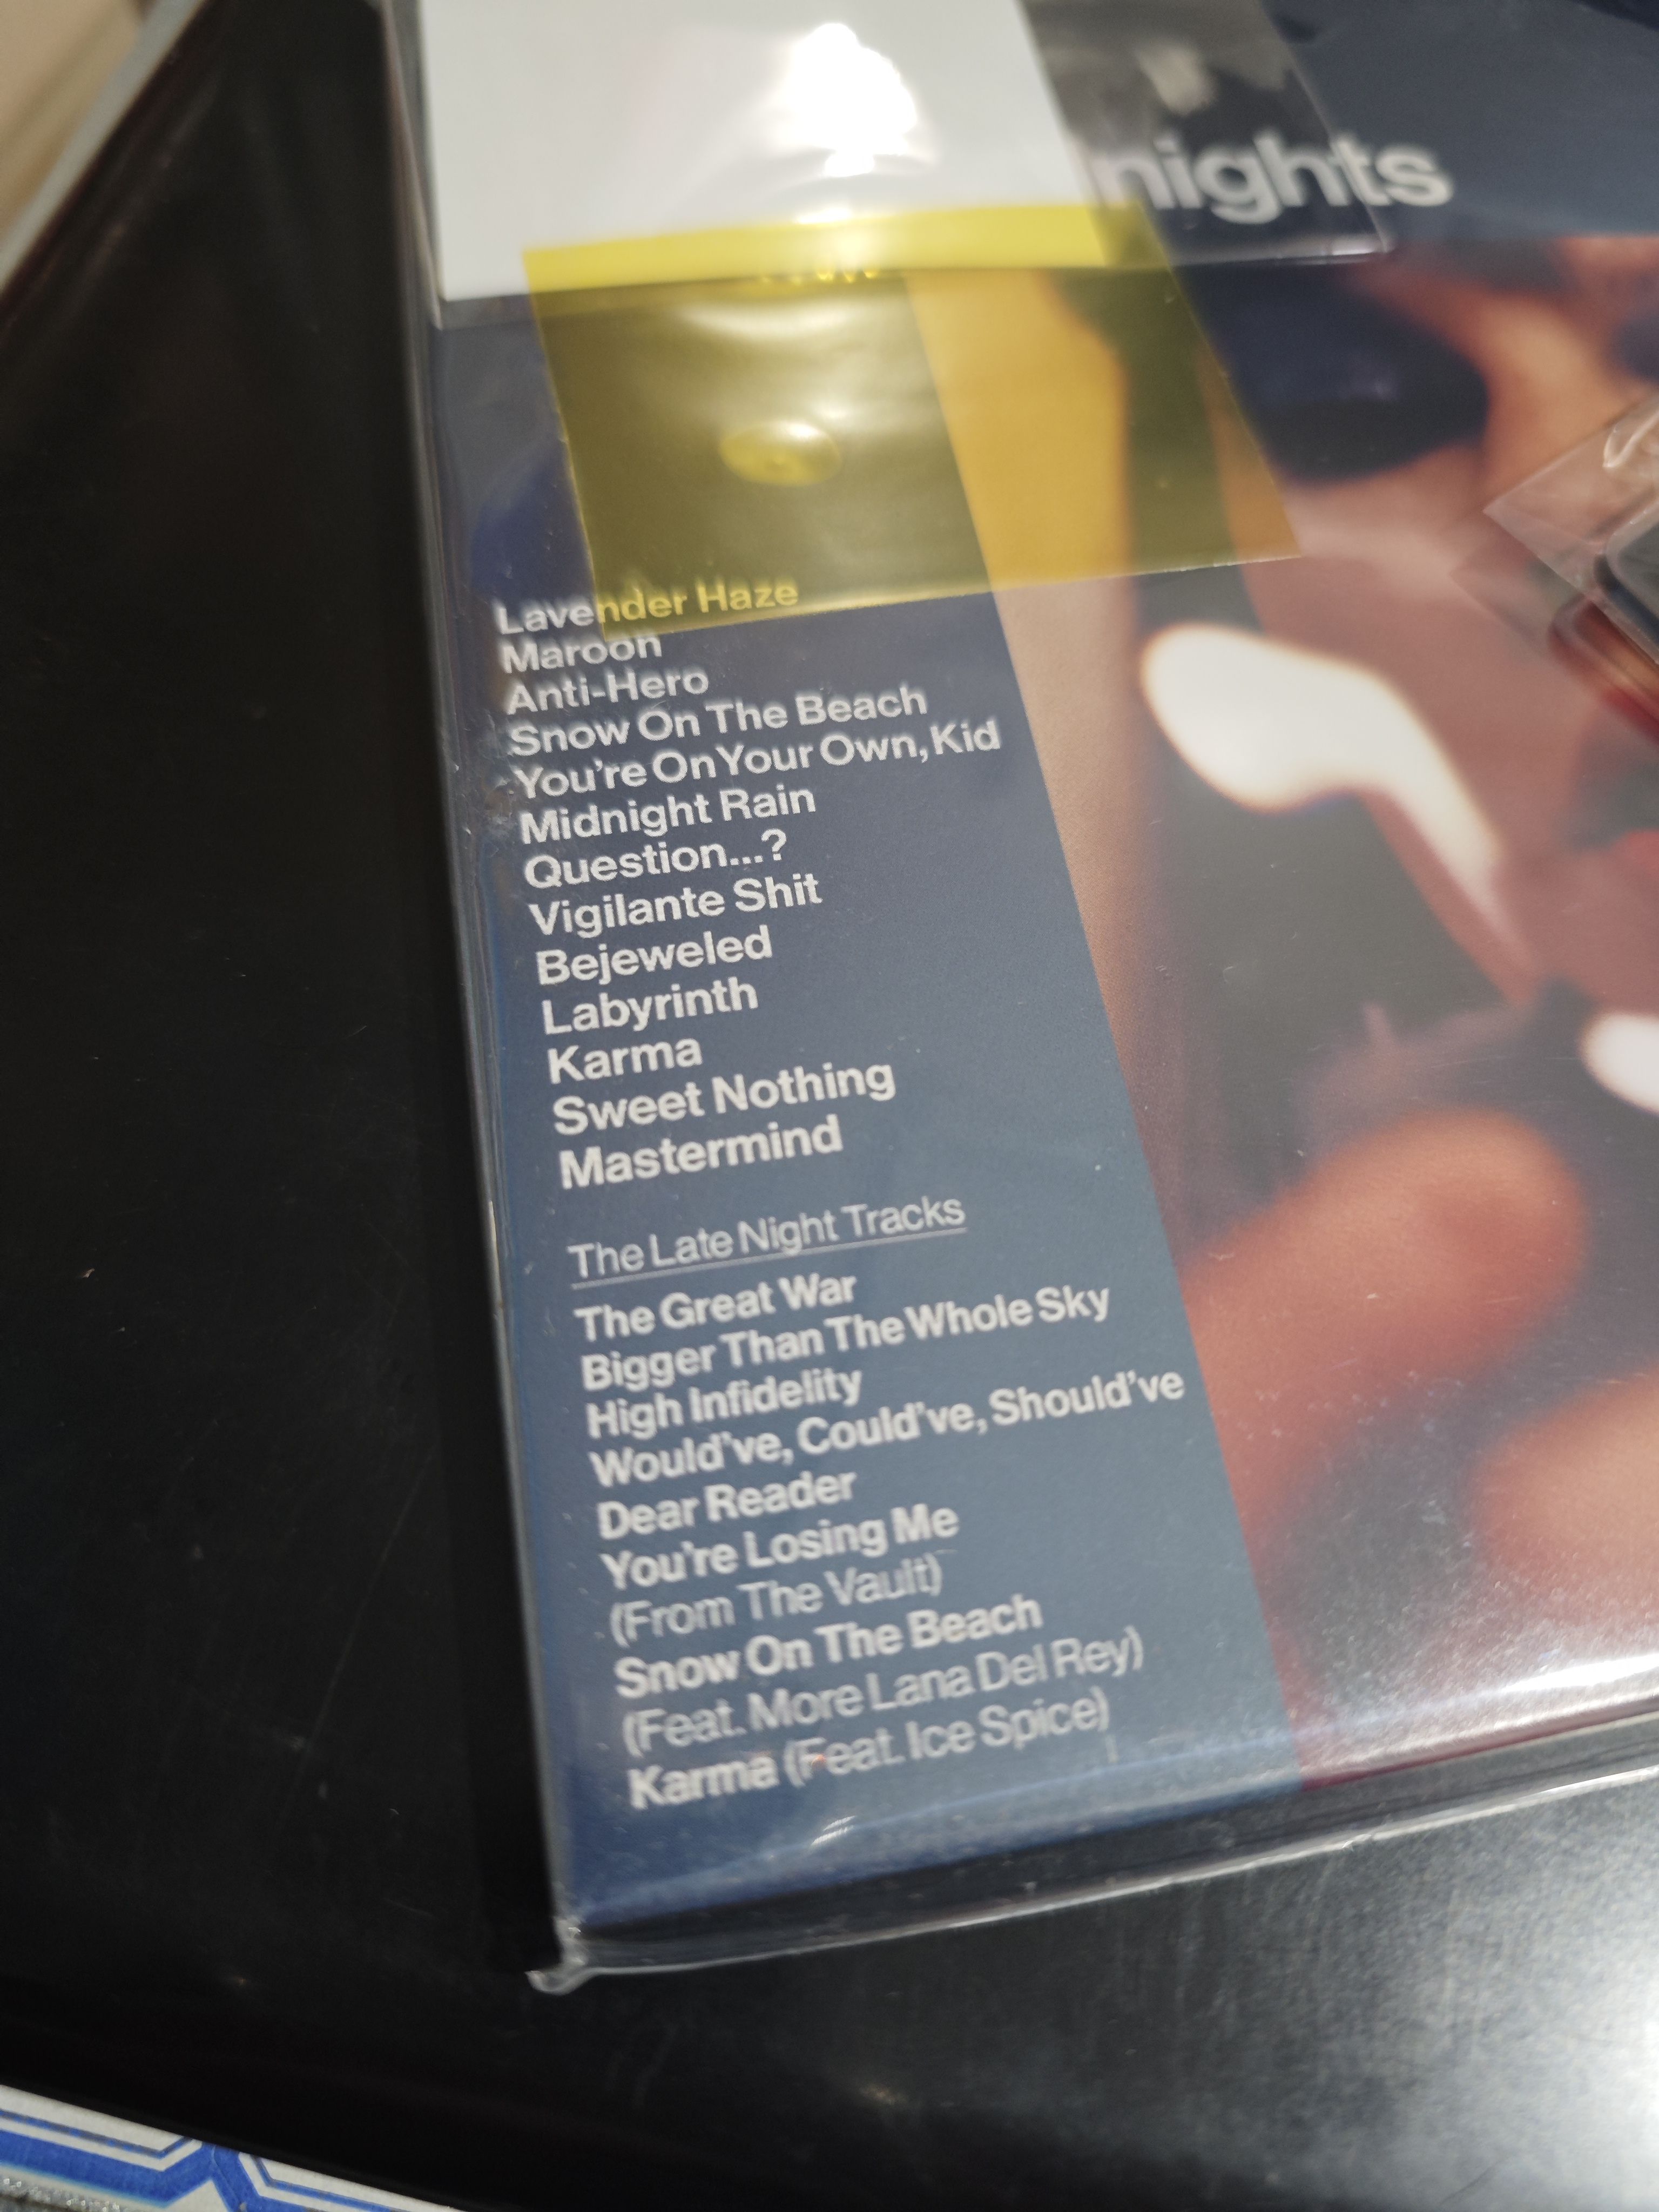 nights
Lavender Haze
Maroon
Anti-Hero
Snow On The Beach
You're On Your Own, Kid
Midnight Rain
Question...?
Vigilante Shit
Bejeweled
Labyrinth
Karma
Sweet Nothing
Mastermind
The Late Night Tracks
The Great War
Bigger Than The Whole Sky
High Infidelity
Would've, Could've, Should've
Dear Reader
You're Losing Me
(From The Vault)
Snow On The Beach
(Feat. More Lana Del Rey)
Karma (Feat. Ice Spice)